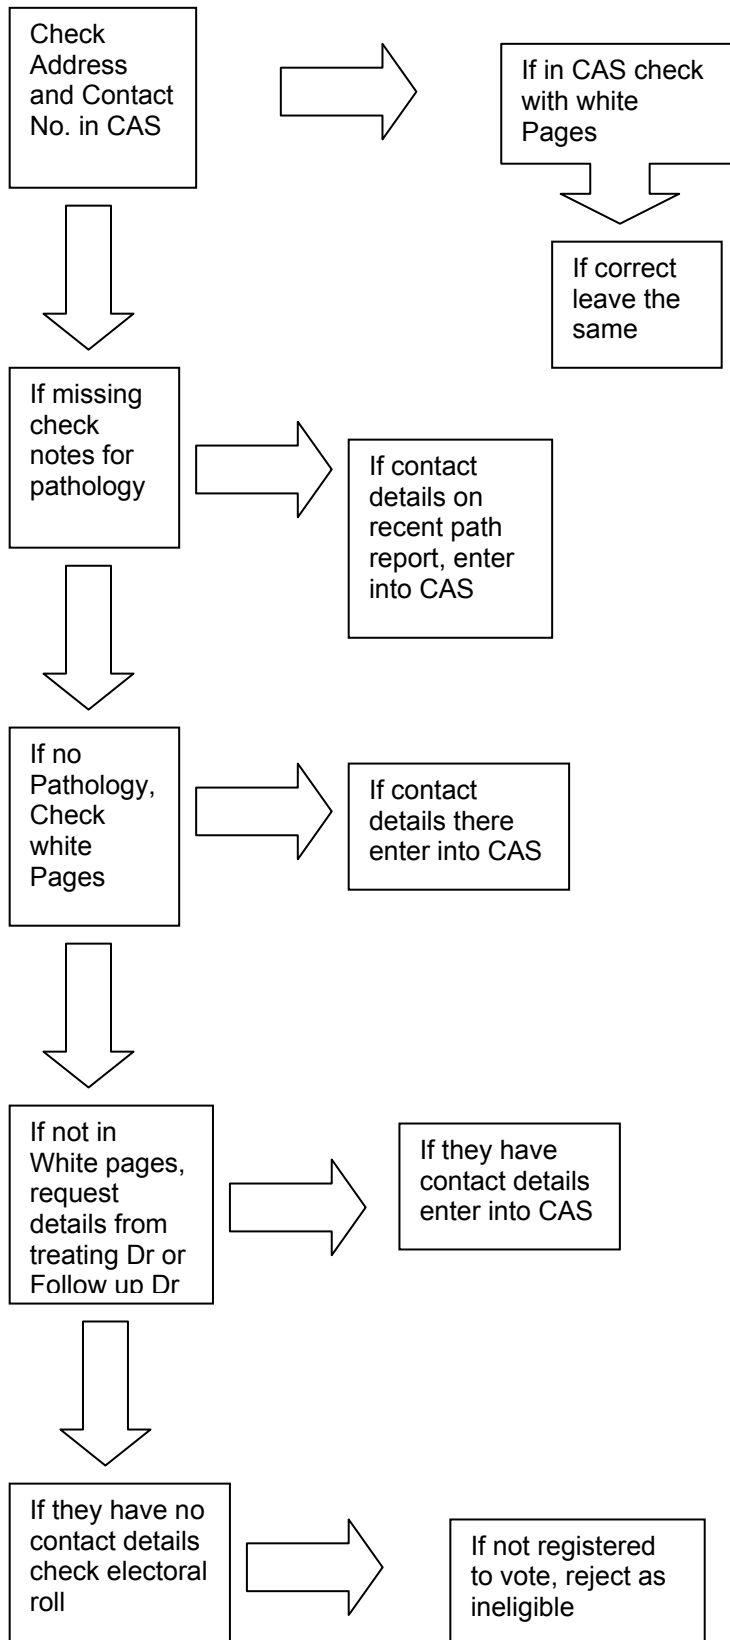 Check
Address
and Contact
No. in CAS
If in CAS check
with white
Pages
If correct
leave the
same
If missing
check
notes for
pathology
If contact
details on
recent path
report, enter
into CAS
If no
Pathology,
Check
white
Pages
If contact
details there
enter into CAS
If not in
White pages,
request
details from
treating Dr or
Follow up Dr
If they have
contact details
enter into CAS
If they have no
contact details
check electoral
roll
If not registered
to vote, reject as
ineligible